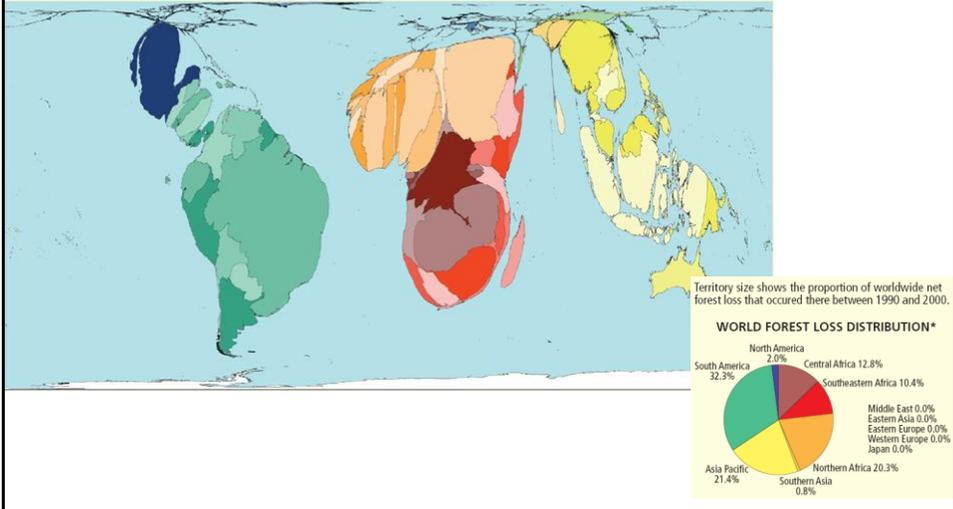 Territory size shows the proportion of worldwide net
forest loss that occured there between 1990 and 2000.
WORLD FOREST LOSS DISTRIBUTION*
North America
2.0%
South America
32.3%
Central Africa 12.8%
Southeastern Africa 10.4%
Middle East 0.0%
Eastern Asia 0.0%
Eastern Europe 0.0%
Western Europe 0.0%
Japan 0.0%
Northern Africa 20.3%
Asia Pacific
21.4%
Southern Asia
0.8%